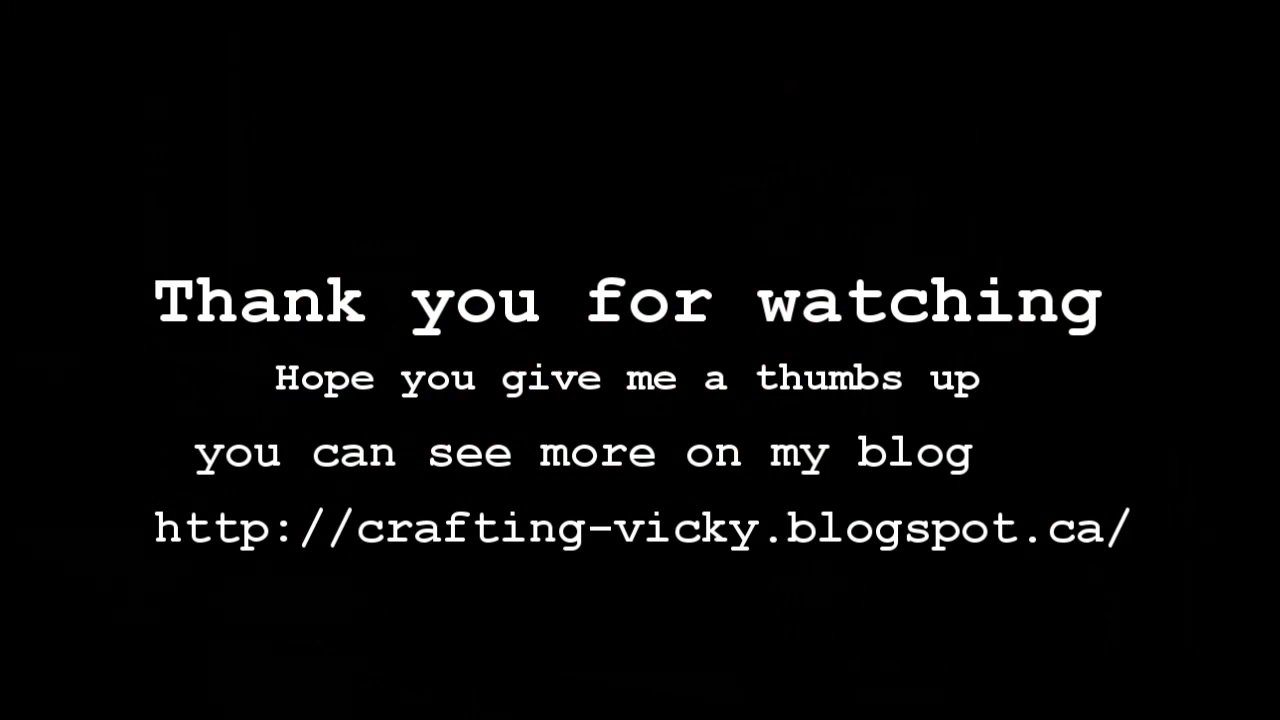 Thank you for watching
Hope you give me a thumbs up
you can see more on my blog
http://crafting-vicky.blogspot.ca/